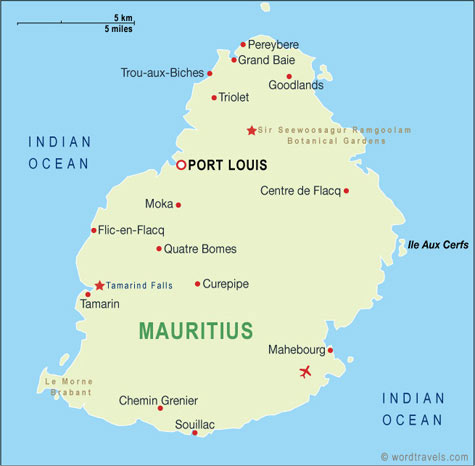 5 km
5 miles
Pereybere
Grand Baie
Trou-aux-Biches
Goodlands
Triolet
Sir Seewoosagur Ramgoolam
Botanical Gardens
INDIAN
OCEAN
PORT LOUIS
Centre de Flacq
Moka
Flic-en-Flacq
Ile Aux Cerfs
Quatre Bomes
Tamarind Falls
Curepipe
Tamarin
MAURITIUS
Mahebourg
Le Morne
Brabant
Chemin Grenier
INDIAN
OCEAN
Souillac
© wordtravels.com